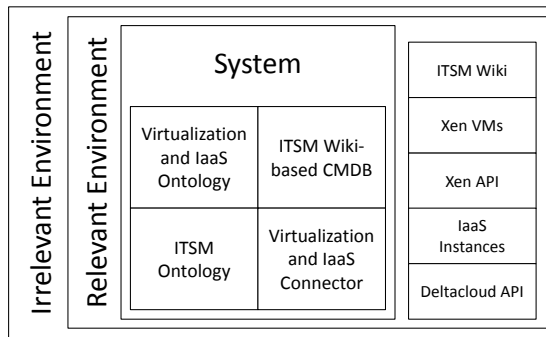 Irrelevant Environment
Relevant Environment
System
Virtualization
and IaaS
Ontology
ITSM Wiki-
based CMDB
ITSM
Ontology
Virtualization
and IaaS
Connector
ITSM Wiki
Xen VMs
Xen API
IaaS
Instances
Deltacloud API